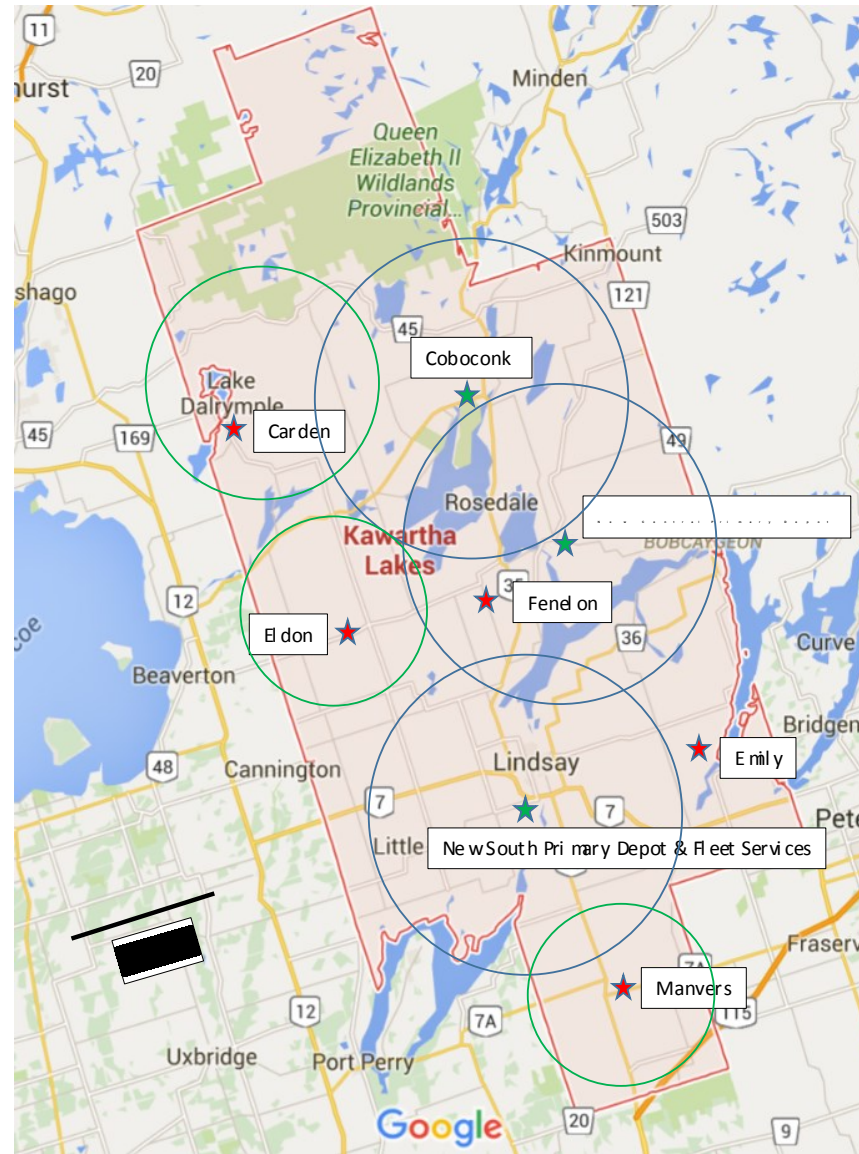 11
20
Minden
hurst
Queen
Elizabeth II
Wildlands
Provincial...
503
Kinmount
shago
121
45
Coboconk
Lake
Dalrymple
169
45
Carden
49
Rosedale
Kawartha
Lakes
BOBCAYGEON
35
12
Fenelon
Eldon
36
coe
Beaverton
Curve
Bridgen
Emily
48
Cannington
Lindsay
7
7
Pete
Little
New South Primary Depot & Fleet Services
Fraserv
7A
Manvers
12
7A
115
Uxbridge
Port Perry
Google
20
9